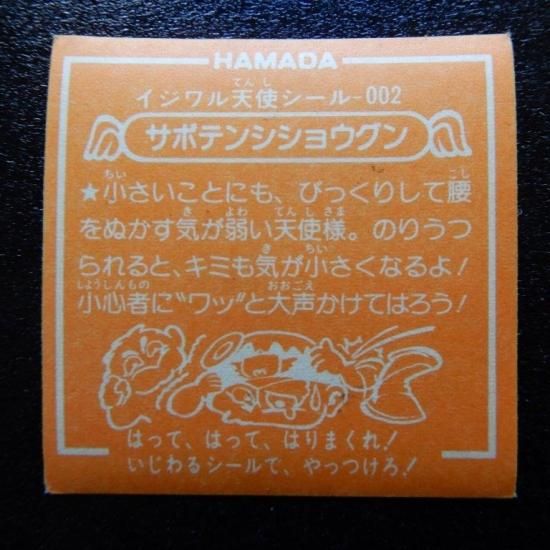 HAMADA
イジワル天使シール-002
サボテンシショウグン
★小さいことにも、びっくりして腰
をぬかす気が弱い天使様。のりうつ
られると、キミも気が小さくなるよ!
小心者に"ワッ"と大声かけてはろう!
はって、はって、はりまくれ!
いじわるシールで、やっつけろ!